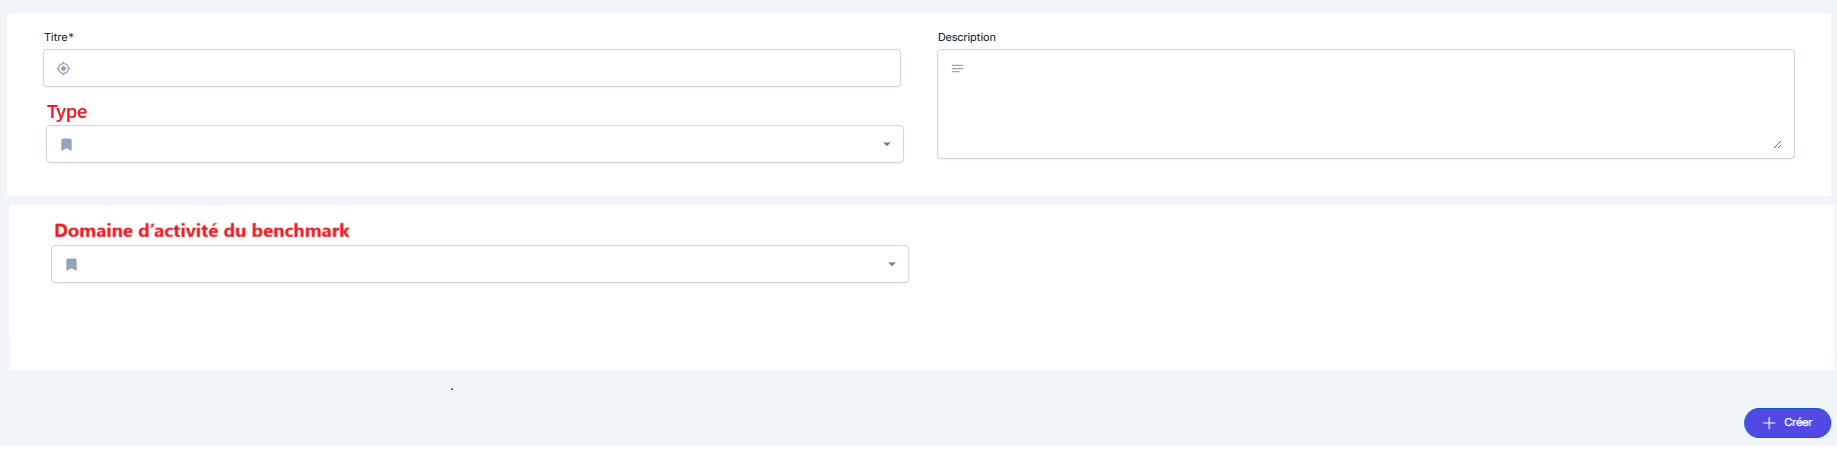 Titre*
Description
Type
Domaine d'activité du benchmark
.
Créer